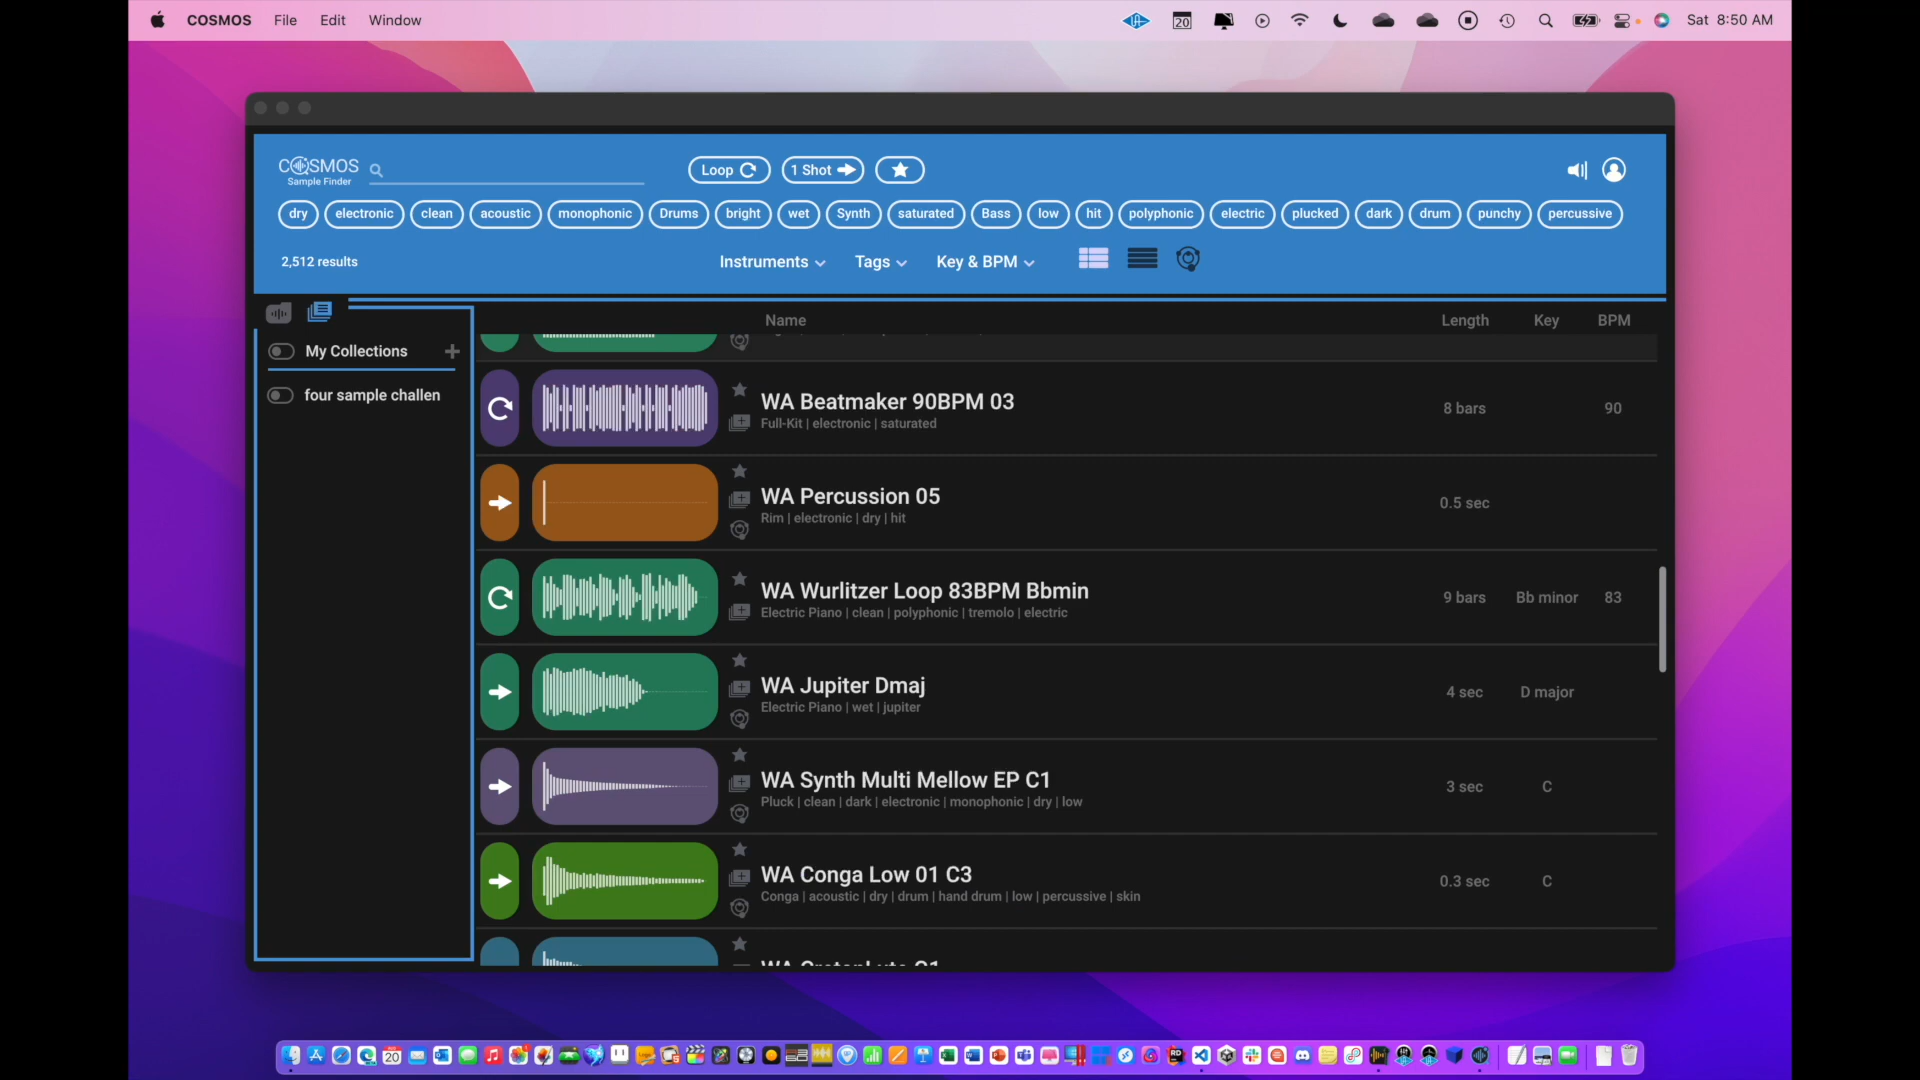 COSMOS File Edit Window
20
Sat 8:50 AM
COSMOS
Sample Finder
Loop
1 Shot
dry electronic clean acoustic monophonic Drums bright wet Synth saturated Bass low hit polyphonic electric plucked dark drum punchy percussive
2,512 results
Instruments Tags Key & BPM
Name Length Key BPM
My Collections
four sample challen
WA Beatmaker 90BPM 03
Full-Kit | electronic | saturated
8 bars 90
WA Percussion 05
Rim | electronic | dry | hit
0.5 sec
WA Wurlitzer Loop 83BPM Bbmin
Electric Piano | clean | polyphonic | tremolo | electric
9 bars Bb minor 83
WA Jupiter Dmaj
Electric Piano | wet | jupiter
4 sec D major
WA Synth Multi Mellow EP C1
Pluck | clean | dark | electronic | monophonic | dry | low
3 sec C
WA Conga Low 01 C3
Conga | acoustic | dry | drum | hand drum | low | percussive | skin
0.3 sec C
20